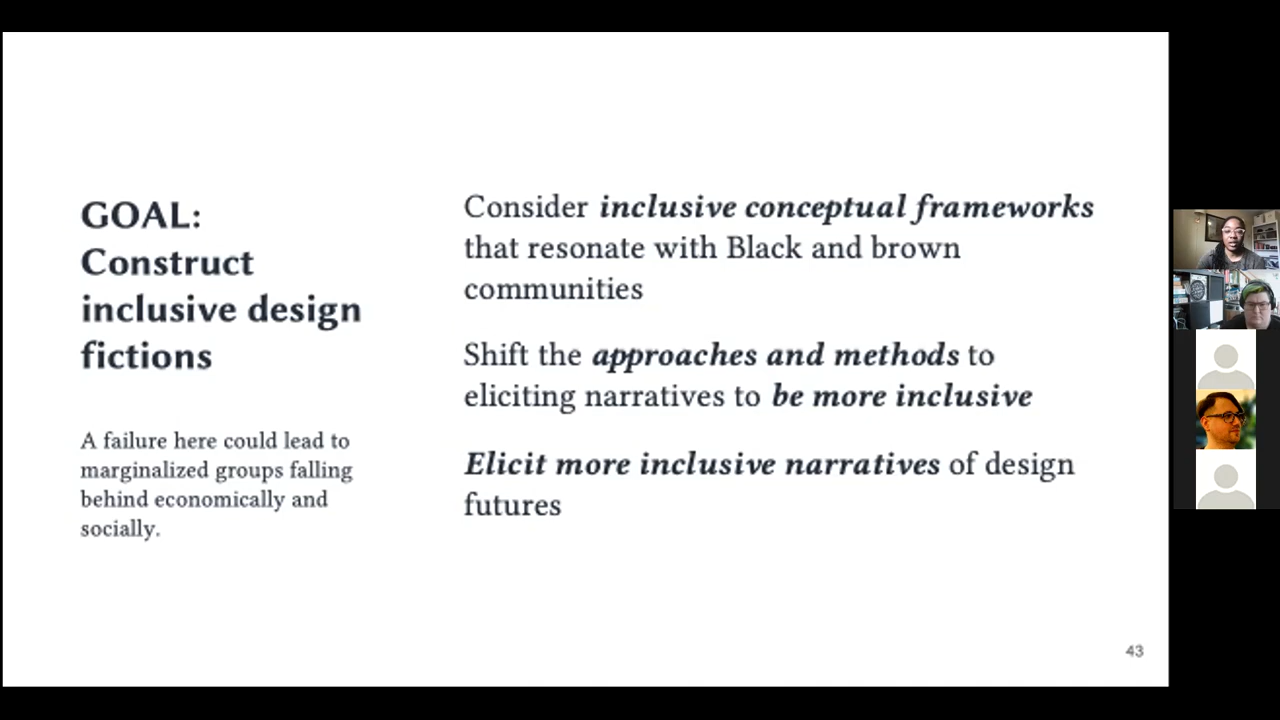 GOAL:
Construct
inclusive design
fictions
A failure here could lead to
marginalized groups falling
behind economically and
socially.
Consider inclusive conceptual frameworks
that resonate with Black and brown
communities
Shift the approaches and methods to
eliciting narratives to be more inclusive
Elicit more inclusive narratives of design
futures
43